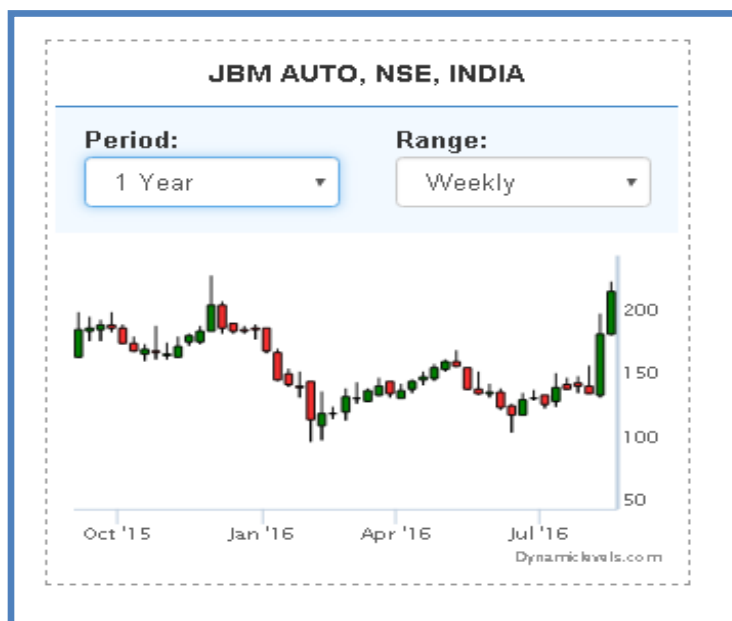 JBM AUTO, NSE, INDIA
Period: Range:
1 Year Weekly
200
150
100
50
Oct '15 Jan '16 Apr '16 Jul '16
Dynamiclevels.com